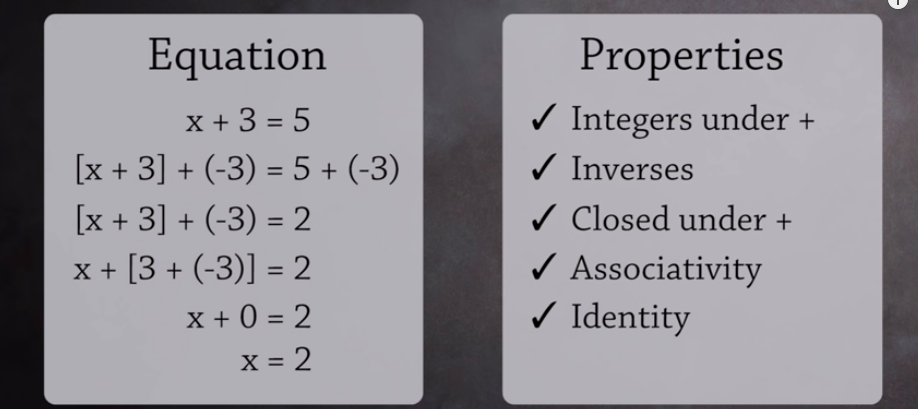 Equation
x + 3 = 5
[x + 3] + (-3) = 5 + (-3)
[x + 3] + (-3) = 2
x + [3 + (-3)] = 2
x + 0 = 2
x = 2
Properties
✓ Integers under +
✓ Inverses
✓ Closed under +
✓ Associativity
✓ Identity